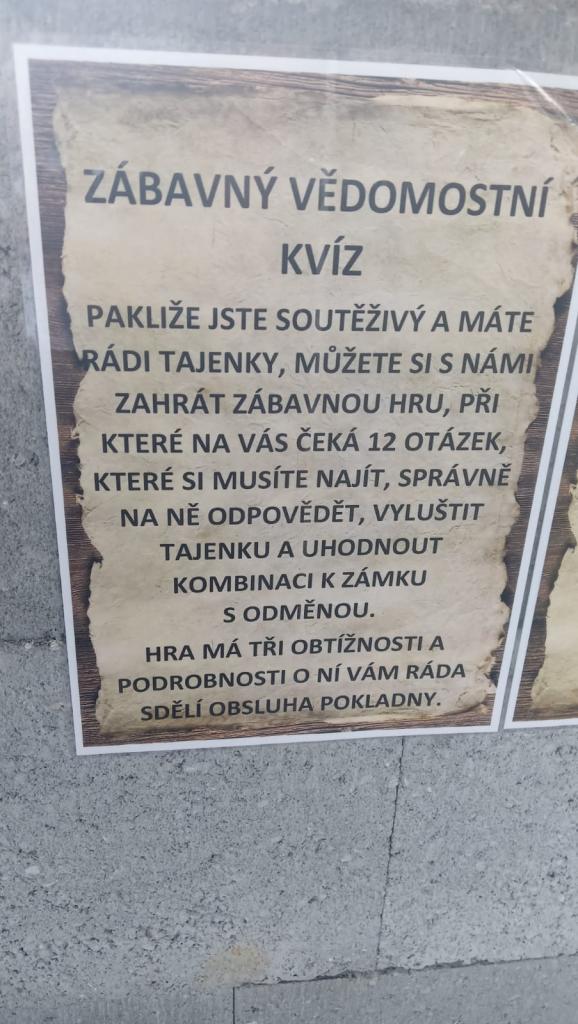 ZÁBAVNÝ VĚDOMOSTNÍ
KVÍZ
PAKLIŽE JSTE SOUTĚŽIVÝ A MÁTE
RÁDI TAJENKY, MŮŽETE SI S NÁMI
ZAHRÁT ZÁBAVNOU HRU, PŘI
KTERÉ NA VÁS ČEKÁ 12 OTÁZEK,
KTERÉ SI MUSÍTE NAJÍT, SPRÁVNĚ
NA NĚ ODPOVĚDĚT, VYLUŠTIT
TAJENKU A UHODNOUT
KOMBINACI K ZÁMKU
S ODMĚNOU.
HRA MÁ TŘI OBTÍŽNOSTI A
PODROBNOSTI O NÍ VÁM RÁDA
SDĚLÍ OBSLUHA POKLADNY.